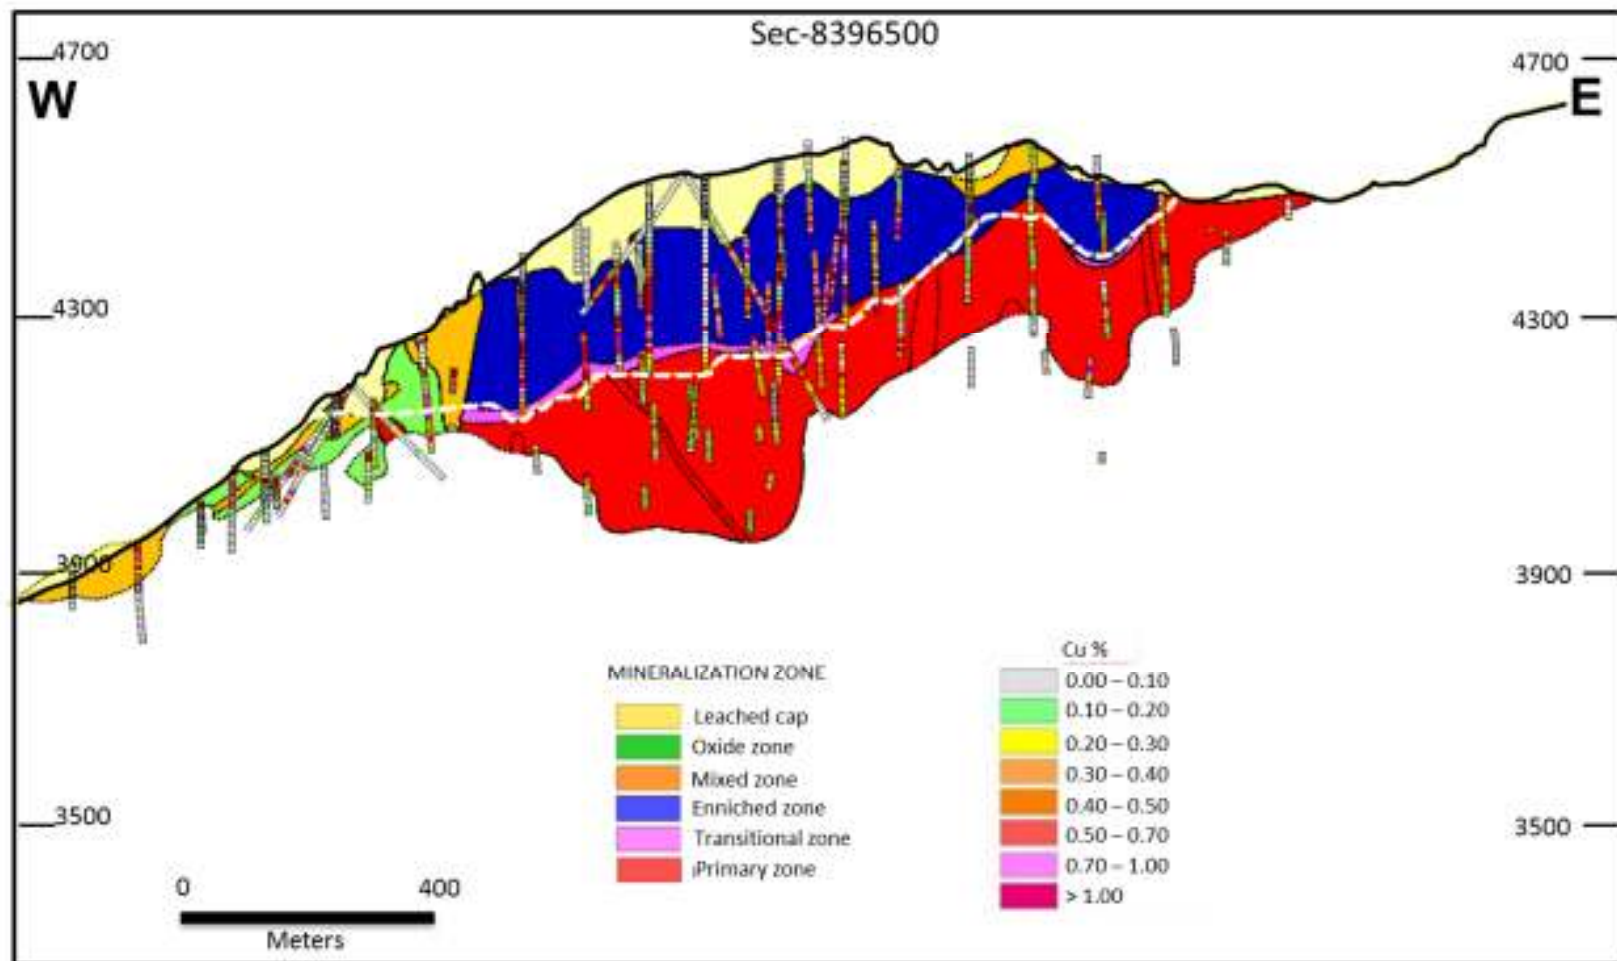 Sec-8396500
4700
4700
W
E
4300
4300
3900
3900
3500
3500
MINERALIZATION ZONE
Leached cap
Oxide zone
Mixed zone
Enniched zone
Transitional zone
Primary zone
Cu %
0.00 – 0.10
0.10 – 0.20
0.20 – 0.30
0.30 – 0.40
0.40 – 0.50
0.50 – 0.70
0.70 – 1.00
> 1.00
0 400
Meters